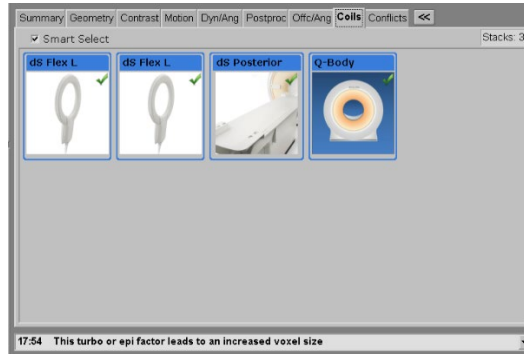 Summary Geometry Contrast Motion Dyn/Ang Postproc Offc/Ang Coils Conflicts <<
Smart Select Stacks: 3
dS Flex L dS Flex L dS Posterior Q-Body
17:54 This turbo or epi factor leads to an increased voxel size